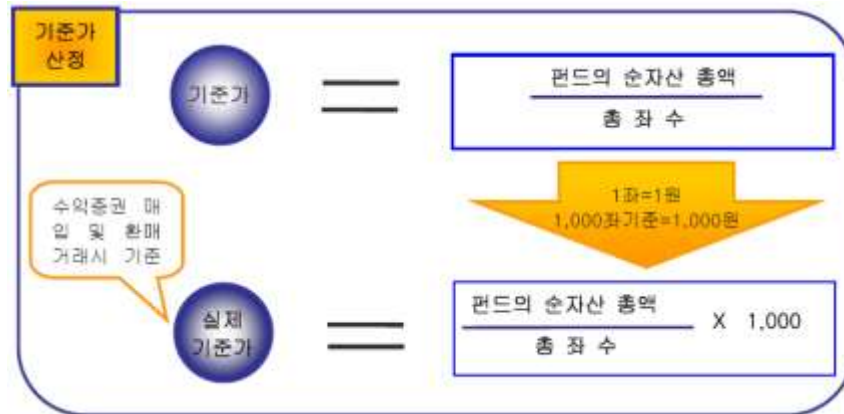 기준가
산정
기준가
펀드의 순자산 총액
총 좌 수
1좌=1원
1,000좌기준=1,000원
수익증권 매
입 및 환매
거래시 기준
실제
기준가
펀드의 순자산 총액
총 좌 수
X 1,000